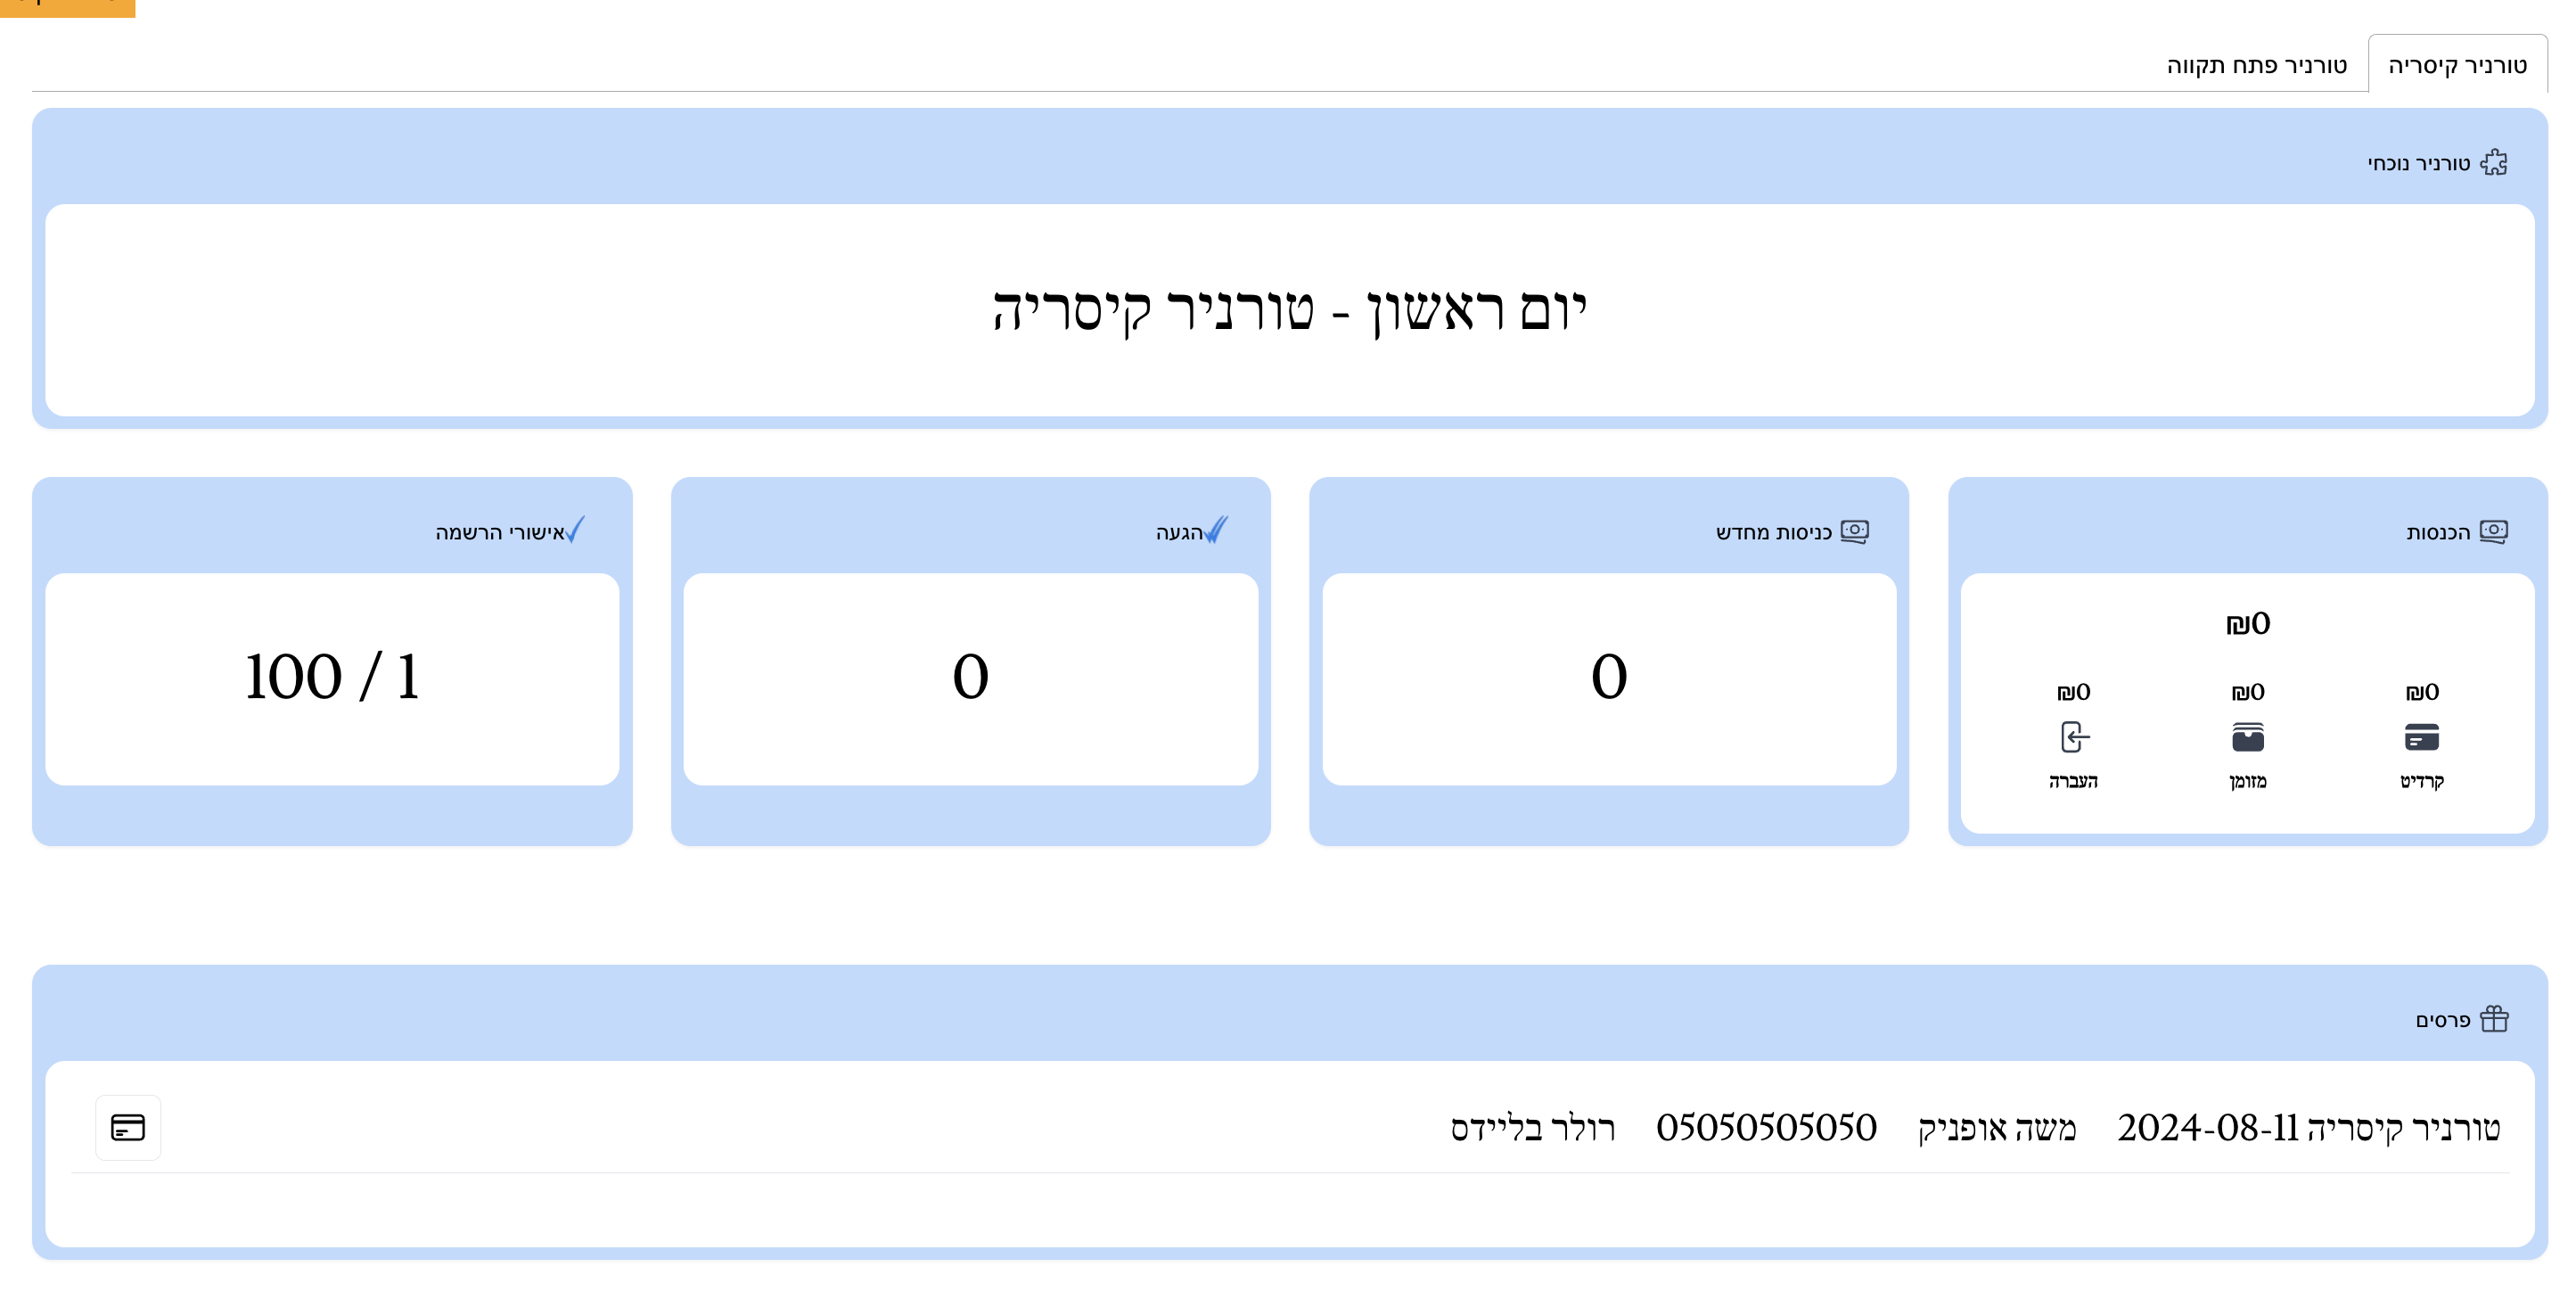 טורניר קיסריה
טורניר פתח תקווה
טורניר נוכחי
יום ראשון - טורניר קיסריה
הכנסות
₪0
₪0 ₪0 ₪0
קרדיט מזומן העברה
כניסות מחדש
0
הגעה
0
אישורי הרשמה
1 / 100
פרסים
טורניר קיסריה 2024-08-11 משה אופניק 05050505050 רולר בליידס